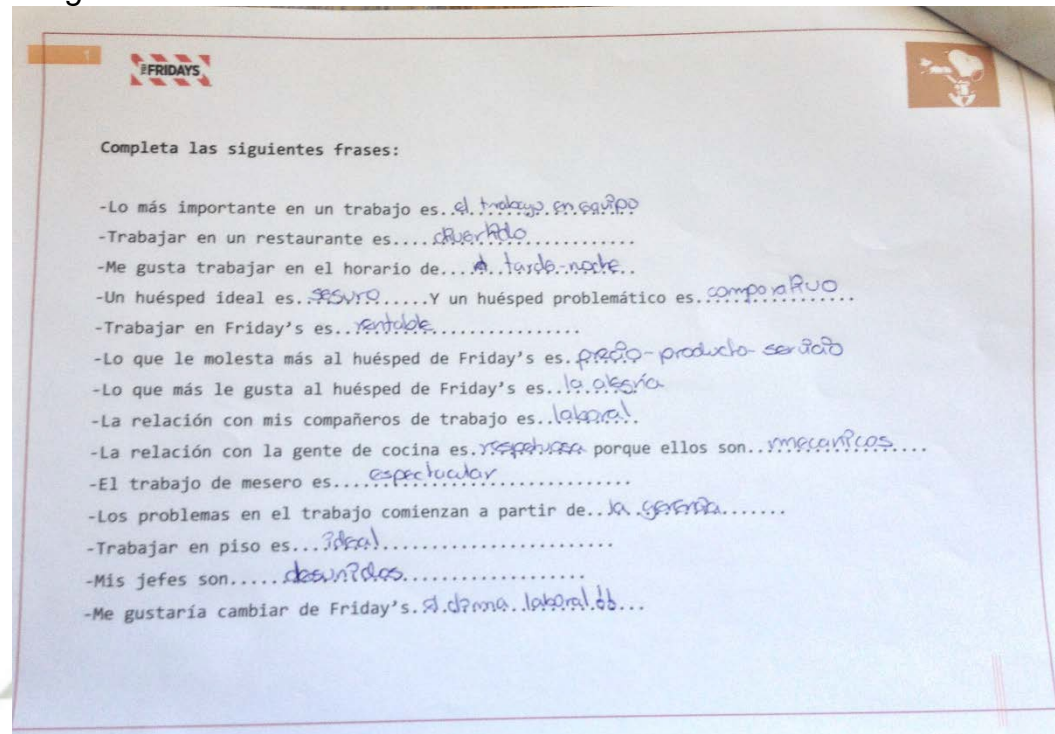 1
FRIDAYS
Completa las siguientes frases:
-Lo más importante en un trabajo es..el trabajo en equipo
-Trabajar en un restaurante es....divertido.............
-Me gusta trabajar en el horario de.... tarde-noche..
-Un huésped ideal es..seguro.....Y un huésped problemático es.comparativo
-Trabajar en Friday's es..rentable................
-Lo que le molesta más al huésped de Friday's es.precio-producto-servicio
-Lo que más le gusta al huésped de Friday's es..la alegría
-La relación con mis compañeros de trabajo es..laboral.
-La relación con la gente de cocina es.respetuosa porque ellos son..mecanicos....
-El trabajo de mesero es....espectacular..............
-Los problemas en el trabajo comienzan a partir de..la gerencia.......
-Trabajar en piso es...ideal.......................
-Mis jefes son.....desunidos..................
-Me gustaría cambiar de Friday's.el clima laboral...